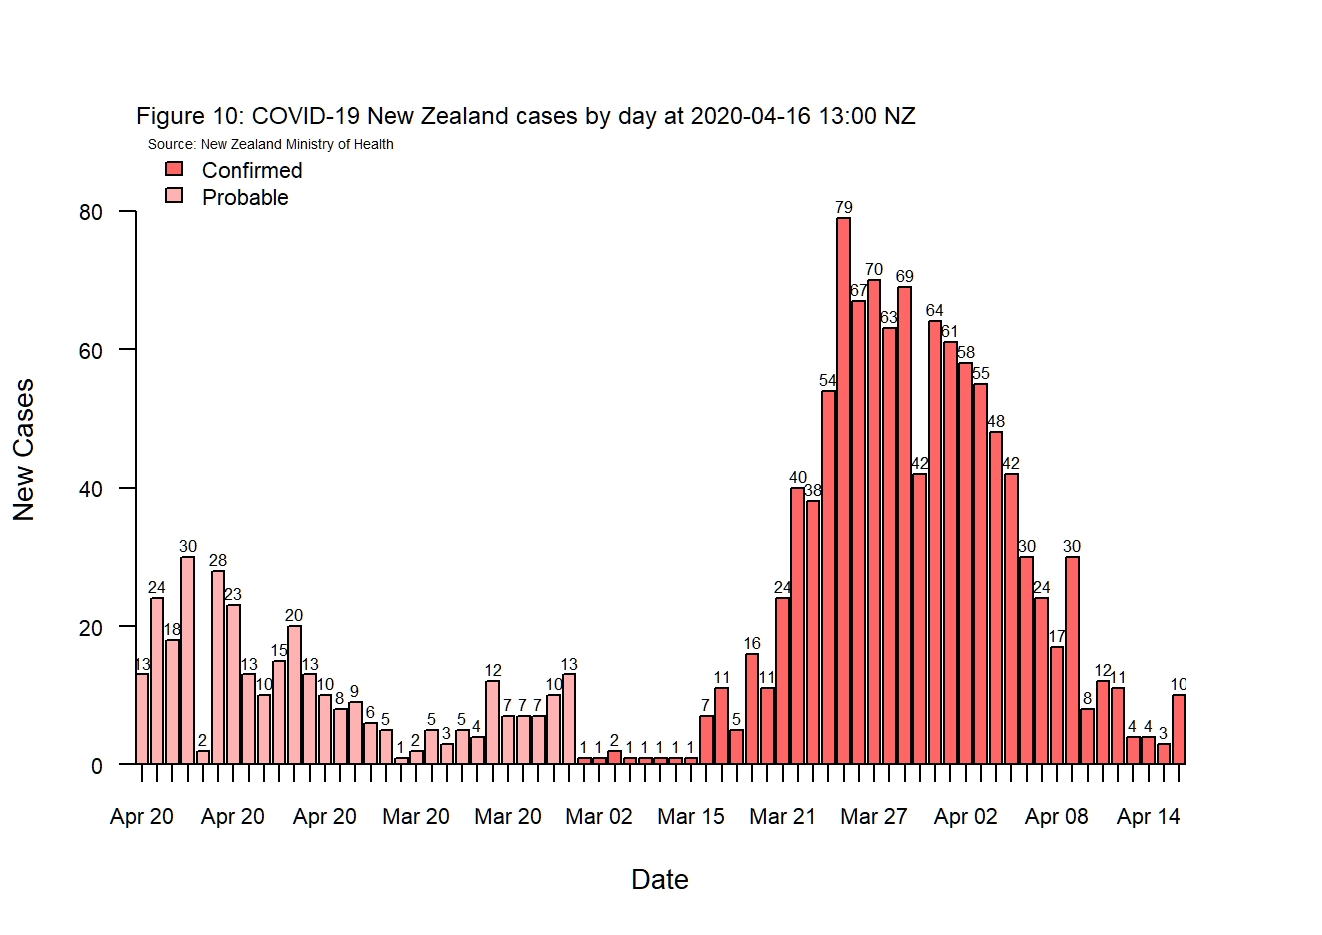 Figure 10: COVID-19 New Zealand cases by day at 2020-04-16 13:00 NZ
Source: New Zealand Ministry of Health
Confirmed
Probable
80
60
40
20
0
New Cases
13 24 18 30 2 28 23 13 10 15 20 13 10 8 9 6 5 1 2 5 3 5 4 12 7 7 7 10 13 1 1 2 1 1 1 1 1 7 11 5 16 11 24 40 38 54 79 67 70 63 69 42 64 61 58 55 48 42 30 24 17 30 8 12 11 4 4 3 10
Apr 20 Apr 20 Apr 20 Mar 20 Mar 20 Mar 02 Mar 15 Mar 21 Mar 27 Apr 02 Apr 08 Apr 14
Date